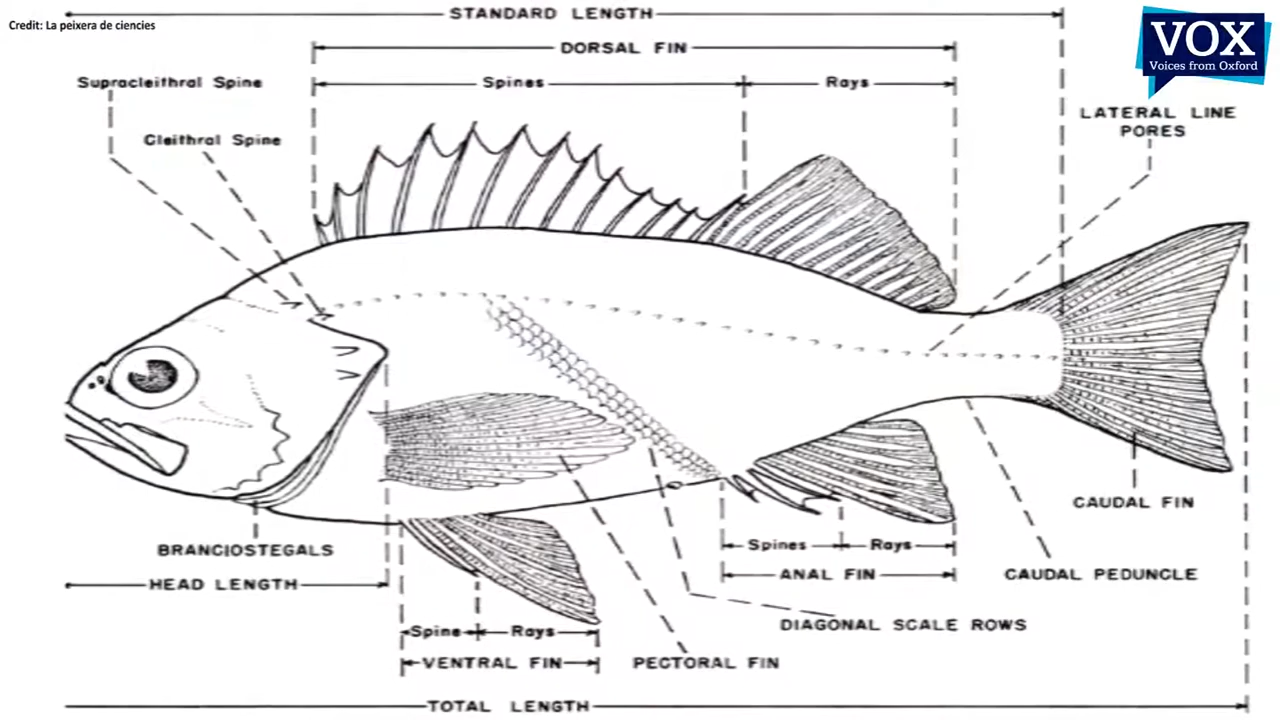 STANDARD LENGTH
Credit: La peixera de ciencies
VOX
Voices from Oxford
DORSAL FIN
Supracleithral Spine
Spines
Rays
LATERAL LINE
PORES
Cleithral Spine
CAUDAL FIN
BRANCIOSTEGALS
Spines
Rays
HEAD LENGTH
ANAL FIN
CAUDAL PEDUNCLE
DIAGONAL SCALE ROWS
Spine
Rays
VENTRAL FIN
PECTORAL FIN
TOTAL LENGTH